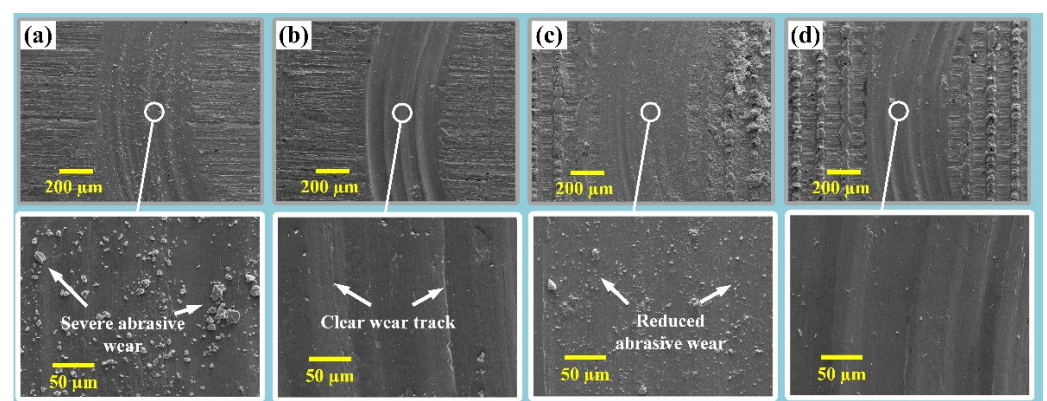 (a)
(b)
(c)
(d)
200 μm
200 μm
200 μm
200 μm
Severe abrasive
wear
Clear wear track
Reduced
abrasive wear
50 μm
50 μm
50 μm
50 μm